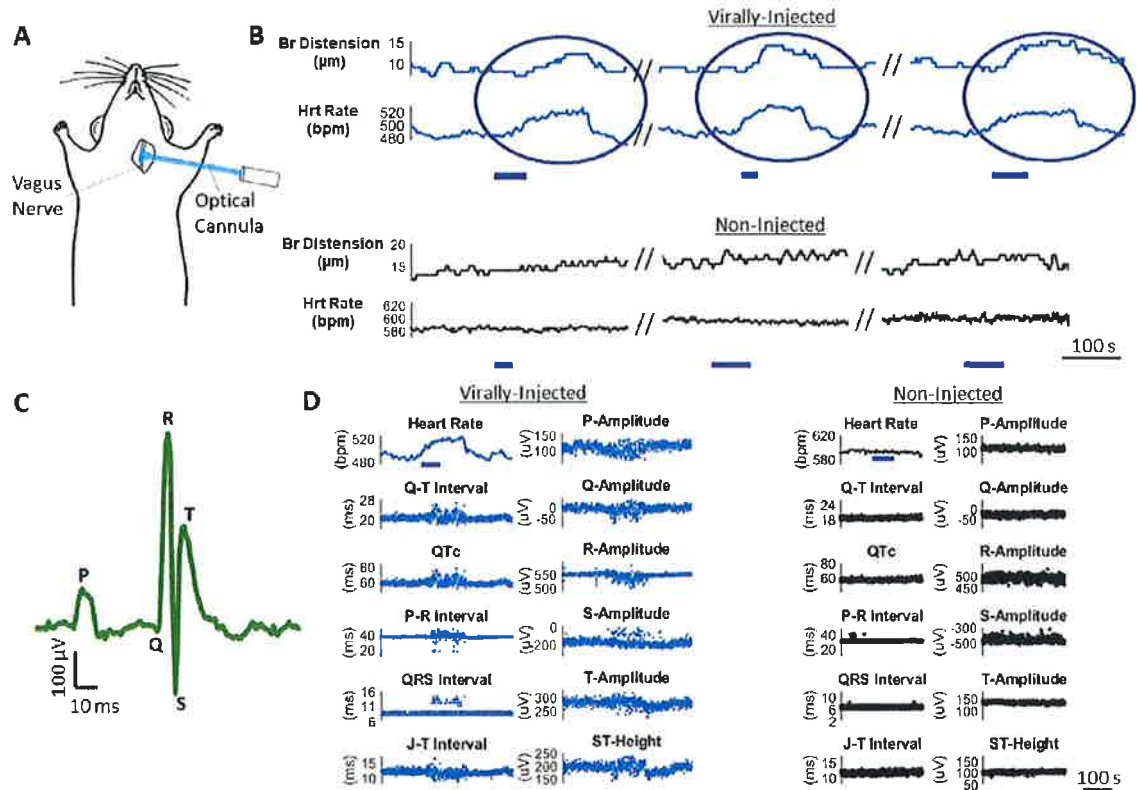 A
Vagus
Nerve
Optical
Cannula
B
Virally-Injected
Br Distension
(µm)
15
10
Hrt Rate
(bpm)
520
500
480
Non-Injected
Br Distension
(µm)
20
15
Hrt Rate
(bpm)
620
600
580
100 s
C
R
T
P
Q
S
100 µV
10 ms
D
Virally-Injected
Heart Rate
(bpm)
520
480
P-Amplitude
(uV)
150
100
Q-T Interval
(ms)
28
20
Q-Amplitude
(uV)
0
-50
QTc
(ms)
80
60
R-Amplitude
(uV)
550
500
P-R Interval
(ms)
40
20
S-Amplitude
(uV)
0
-200
QRS Interval
(ms)
16
11
6
T-Amplitude
(uV)
300
250
J-T Interval
(ms)
15
10
ST-Height
(uV)
250
200
150
Non-Injected
Heart Rate
(bpm)
620
580
P-Amplitude
(uV)
150
100
Q-T Interval
(ms)
24
18
Q-Amplitude
(uV)
0
-50
QTc
(ms)
80
60
R-Amplitude
(uV)
500
450
P-R Interval
(ms)
40
20
S-Amplitude
(uV)
-300
-500
QRS Interval
(ms)
10
6
2
T-Amplitude
(uV)
150
100
J-T Interval
(ms)
15
10
ST-Height
(uV)
150
100
50
100 s